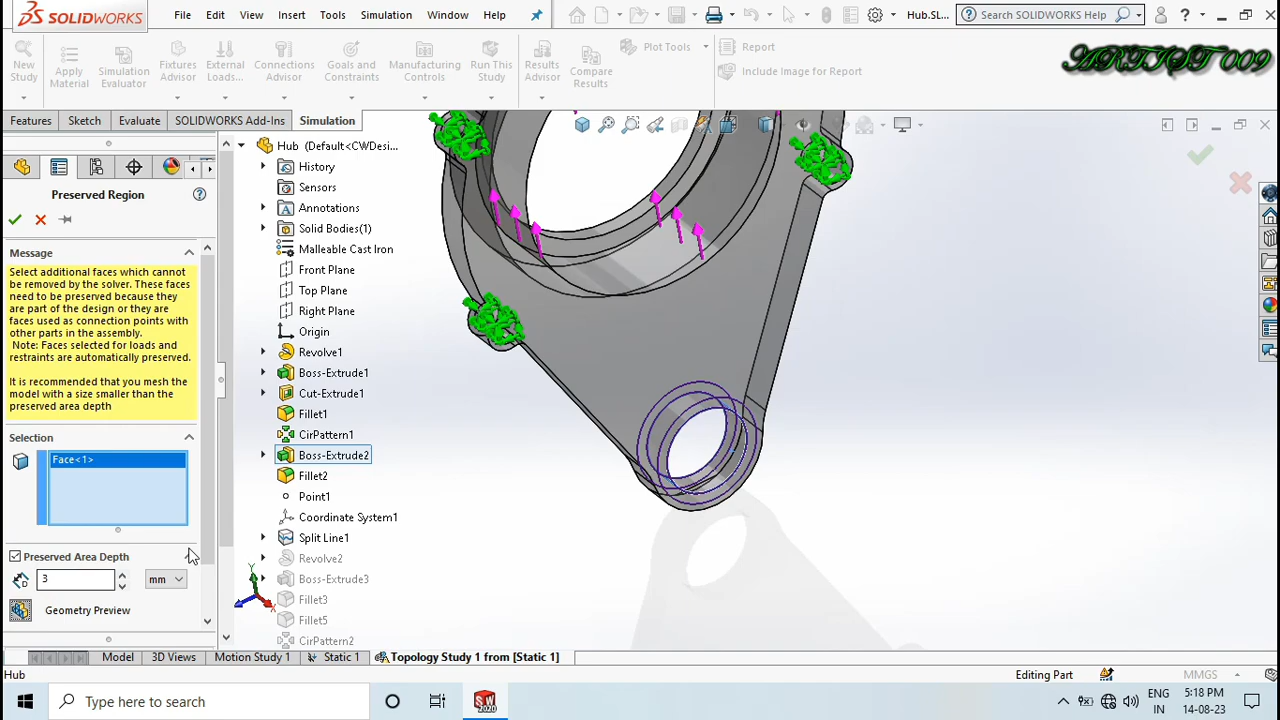 SOLIDWORKS
File Edit View Insert Tools Simulation Window Help
Hub.SL...
Search SOLIDWORKS Help
?
ARTIST 009
New Study
Apply Material
Simulation Evaluator
Fixtures Advisor
External Loads...
Connections Advisor
Goals and Constraints
Manufacturing Controls
Run This Study
Results Advisor
Compare Results
Plot Tools
Report
Include Image for Report
Features Sketch Evaluate SOLIDWORKS Add-Ins Simulation
Preserved Region
?
Message
Select additional faces which cannot
be removed by the solver. These faces
need to be preserved because they
are part of the design or they are
faces used as connection points with
other parts in the assembly.
Note: Faces selected for loads and
restraints are automatically preserved.
It is recommended that you mesh the
model with a size smaller than the
preserved area depth
Selection
Face<1>
Preserved Area Depth
3 mm
Geometry Preview
Hub (Default<CWDesi...
History
Sensors
Annotations
Solid Bodies(1)
Malleable Cast Iron
Front Plane
Top Plane
Right Plane
Origin
Revolve1
Boss-Extrude1
Cut-Extrude1
Fillet1
CirPattern1
Boss-Extrude2
Fillet2
Point1
Coordinate System1
Split Line1
Revolve2
Boss-Extrude3
Fillet3
Fillet5
CirPattern2
Y
X
Model 3D Views Motion Study 1 Static 1 Topology Study 1 from [Static 1]
Hub
Editing Part
MMGS
Type here to search
SW
2020
ENG
IN
5:18 PM
14-08-23